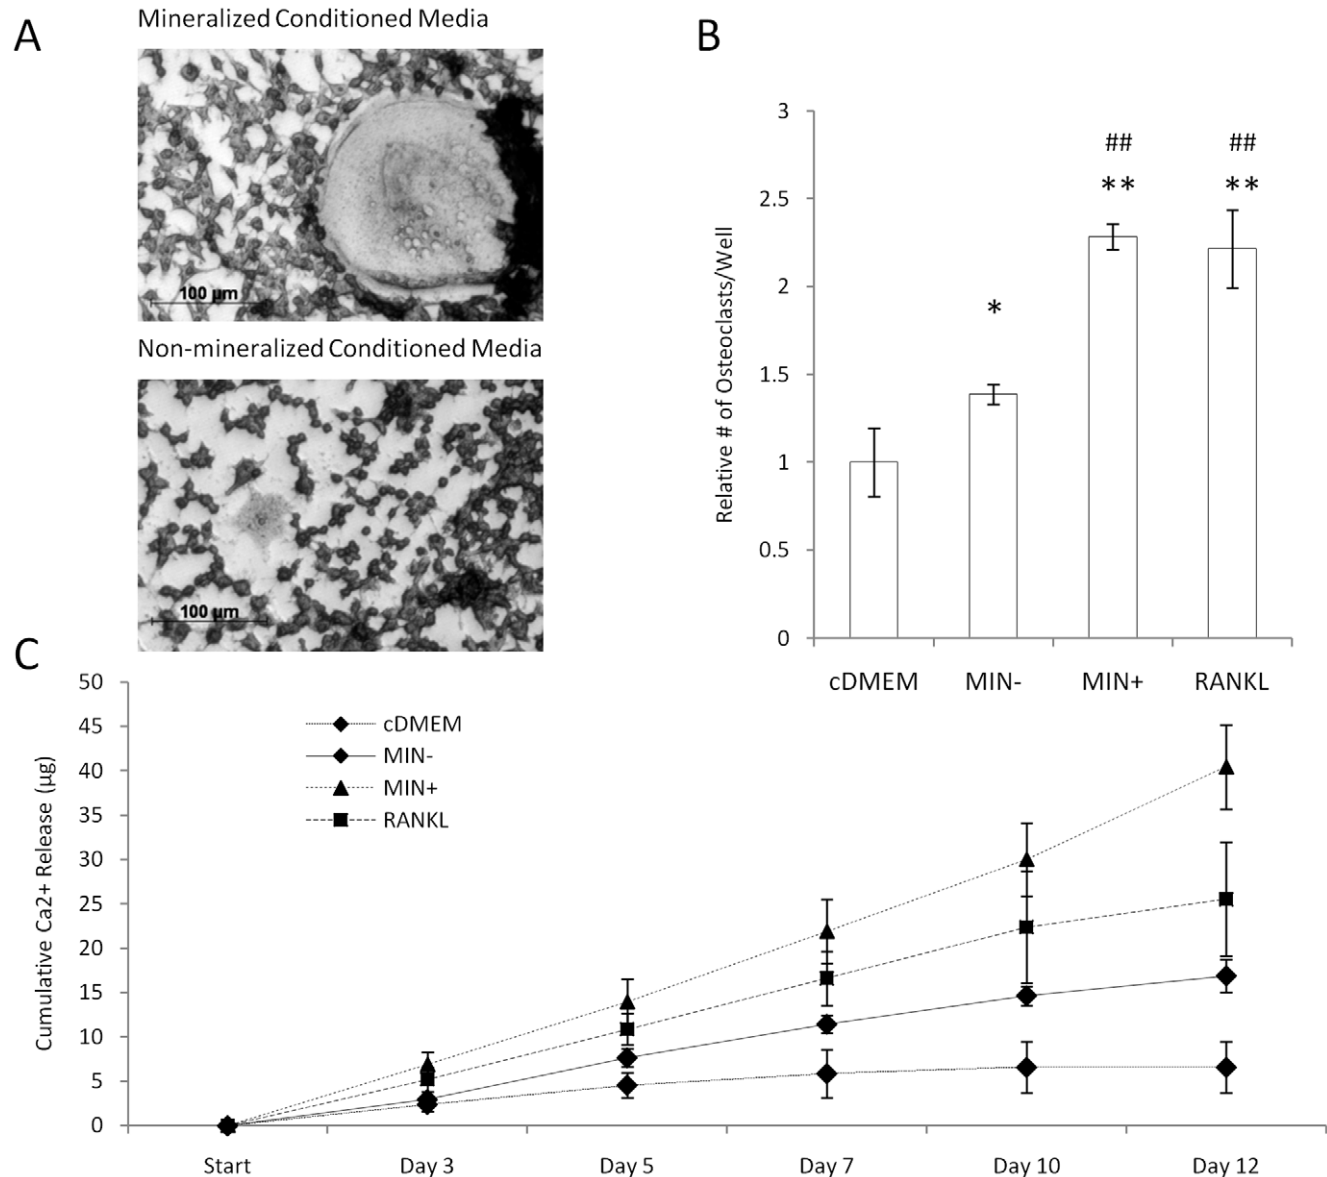 A
Mineralized Conditioned Media
100 µm
Non-mineralized Conditioned Media
100 µm
B
Relative # of Osteoclasts/Well
3
2.5
2
1.5
1
0.5
0
*
##
**
##
**
cDMEM MIN- MIN+ RANKL
C
Cumulative Ca2+ Release (µg)
50
45
40
35
30
25
20
15
10
5
0
cDMEM
MIN-
MIN+
RANKL
Start Day 3 Day 5 Day 7 Day 10 Day 12